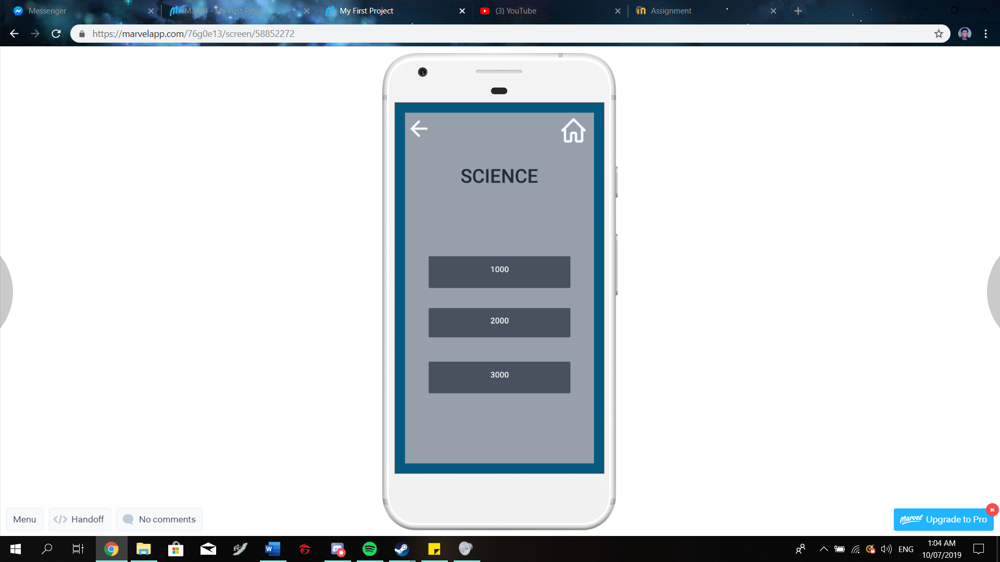 Messenger
Marvel - My First Project
My First Project
(3) YouTube
Assignment
https://marvelapp.com/76g0e13/screen/58852272
SCIENCE
1000
2000
3000
Menu
</> Handoff
No comments
Marvel Upgrade to Pro
ENG
1:04 AM
10/07/2019